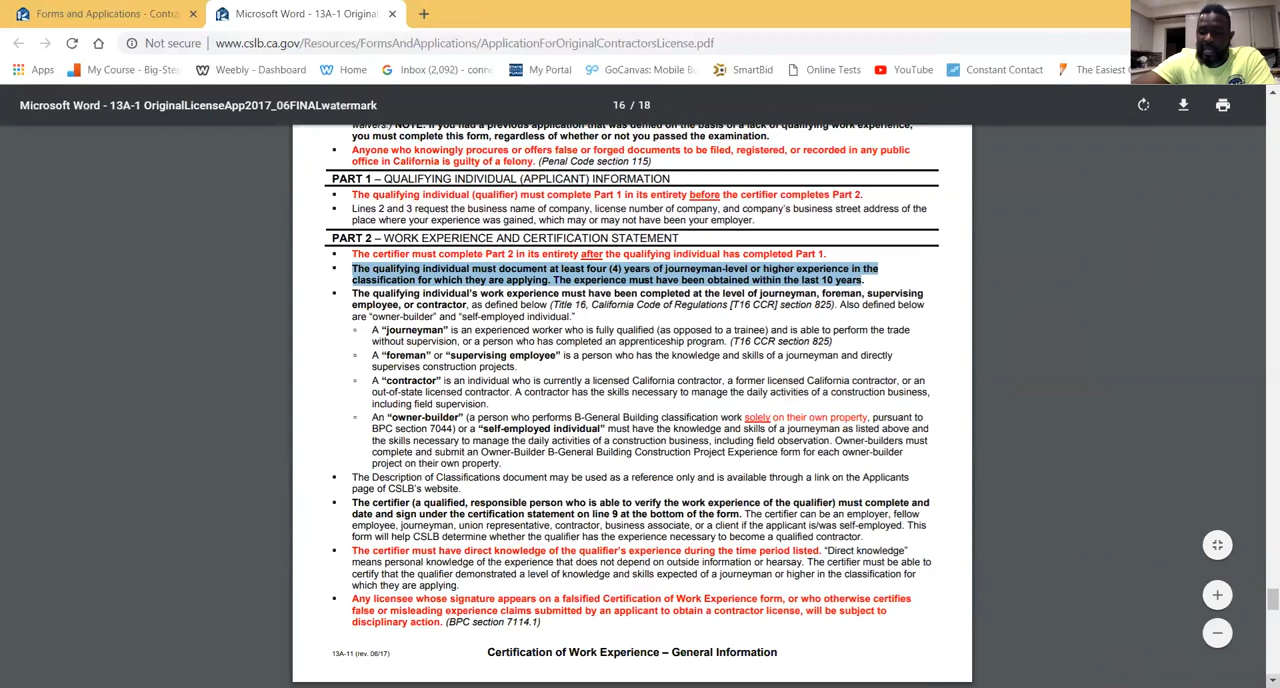 Forms and Applications - Contra
Microsoft Word - 13A-1 Original
Not secure
www.cslb.ca.gov/Resources/FormsAndApplications/ApplicationForOriginalContractorsLicense.pdf
Apps
My Course - Big-Step
Weebly - Dashboard
Home
Inbox (2,092) - conne
My Portal
GoCanvas: Mobile Bu
SmartBid
Online Tests
YouTube
Constant Contact
The Easiest
Microsoft Word - 13A-1 OriginalLicenseApp2017_06FINALwatermark
16 / 18
waivers.) NOTE: If you had a previous application that was denied on the basis of a lack of qualifying work experience,
you must complete this form, regardless of whether or not you passed the examination.
Anyone who knowingly procures or offers false or forged documents to be filed, registered, or recorded in any public
office in California is guilty of a felony. (Penal Code section 115)
PART 1 – QUALIFYING INDIVIDUAL (APPLICANT) INFORMATION
The qualifying individual (qualifier) must complete Part 1 in its entirety before the certifier completes Part 2.
Lines 2 and 3 request the business name of company, license number of company, and company's business street address of the
place where your experience was gained, which may or may not have been your employer.
PART 2 – WORK EXPERIENCE AND CERTIFICATION STATEMENT
The certifier must complete Part 2 in its entirety after the qualifying individual has completed Part 1.
The qualifying individual must document at least four (4) years of journeyman-level or higher experience in the
classification for which they are applying. The experience must have been obtained within the last 10 years.
The qualifying individual's work experience must have been completed at the level of journeyman, foreman, supervising
employee, or contractor, as defined below (Title 16, California Code of Regulations [T16 CCR] section 825). Also defined below
are "owner-builder" and "self-employed individual."
A "journeyman" is an experienced worker who is fully qualified (as opposed to a trainee) and is able to perform the trade
without supervision, or a person who has completed an apprenticeship program. (T16 CCR section 825)
A "foreman" or "supervising employee" is a person who has the knowledge and skills of a journeyman and directly
supervises construction projects.
A "contractor" is an individual who is currently a licensed California contractor, a former licensed California contractor, or an
out-of-state licensed contractor. A contractor has the skills necessary to manage the daily activities of a construction business,
including field supervision.
An "owner-builder" (a person who performs B-General Building classification work solely on their own property, pursuant to
BPC section 7044) or a "self-employed individual" must have the knowledge and skills of a journeyman as listed above and
the skills necessary to manage the daily activities of a construction business, including field observation. Owner-builders must
complete and submit an Owner-Builder B-General Building Construction Project Experience form for each owner-builder
project on their own property.
The Description of Classifications document may be used as a reference only and is available through a link on the Applicants
page of CSLB's website.
The certifier (a qualified, responsible person who is able to verify the work experience of the qualifier) must complete and
date and sign under the certification statement on line 9 at the bottom of the form. The certifier can be an employer, fellow
employee, journeyman, union representative, contractor, business associate, or a client if the applicant is/was self-employed. This
form will help CSLB determine whether the qualifier has the experience necessary to become a qualified contractor.
The certifier must have direct knowledge of the qualifier's experience during the time period listed. "Direct knowledge"
means personal knowledge of the experience that does not depend on outside information or hearsay. The certifier must be able to
certify that the qualifier demonstrated a level of knowledge and skills expected of a journeyman or higher in the classification for
which they are applying.
Any licensee whose signature appears on a falsified Certification of Work Experience form, or who otherwise certifies
false or misleading experience claims submitted by an applicant to obtain a contractor license, will be subject to
disciplinary action. (BPC section 7114.1)
13A-11 (rev. 06/17)
Certification of Work Experience – General Information